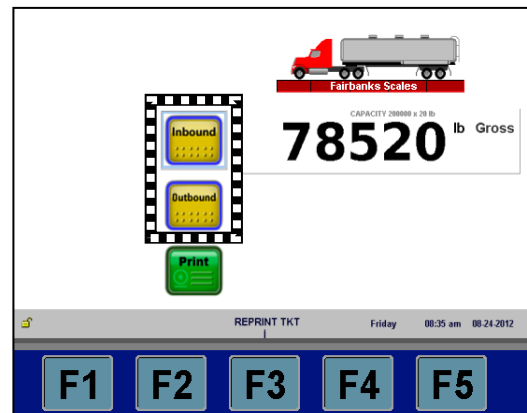 Fairbanks Scales
CAPACITY 200000 x 20 lb
78520 lb Gross
Inbound
Outbound
Print
REPRINT TKT Friday 08:35 am 08-24-2012
F1 F2 F3 F4 F5